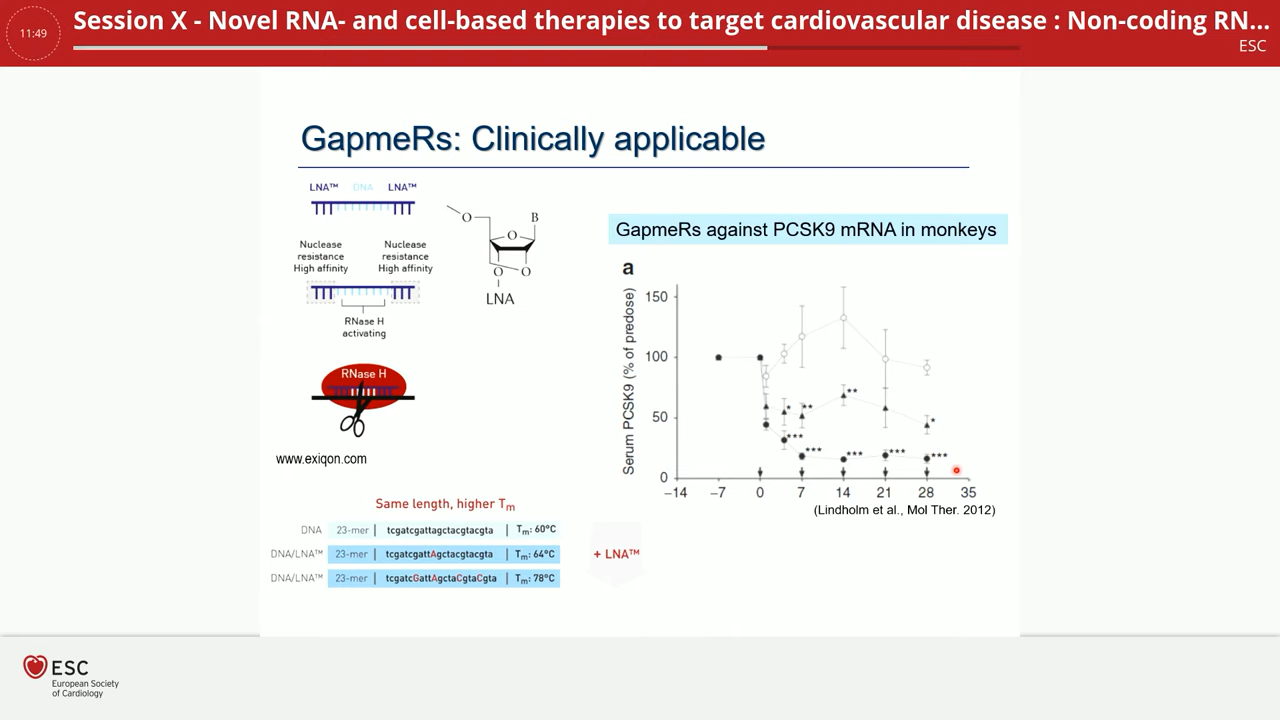 11:49
Session X - Novel RNA- and cell-based therapies to target cardiovascular disease : Non-coding RN...
ESC
GapmeRs: Clinically applicable
LNA™ DNA LNA™
Nuclease resistance High affinity
Nuclease resistance High affinity
RNase H activating
O
B
O
O
O
LNA
RNase H
www.exiqon.com
GapmeRs against PCSK9 mRNA in monkeys
a
Serum PCSK9 (% of predose)
150
100
50
0
* ** ** *
*** *** *** *** ***
−14 −7 0 7 14 21 28 35
(Lindholm et al., Mol Ther. 2012)
Same length, higher Tm
DNA 23-mer | tcgatcgattagctacgtacgta | Tm: 60°C
DNA/LNA™ 23-mer | tcgatcgattAgctacgtacgta | Tm: 64°C
DNA/LNA™ 23-mer | tcgatcGattAgctaCgtaCgta | Tm: 78°C
+ LNA™
ESC
European Society
of Cardiology